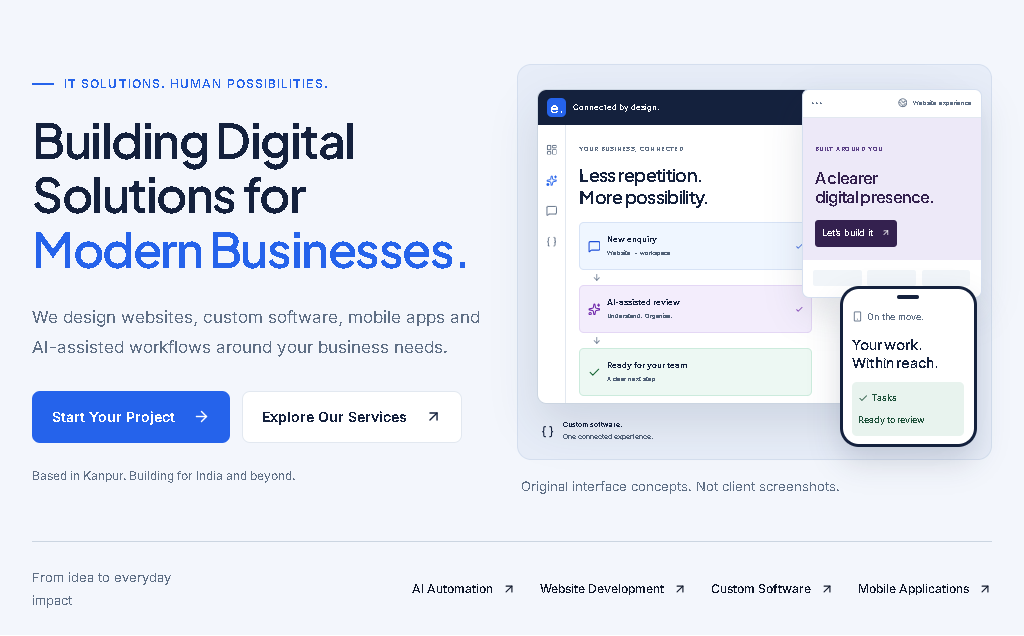 IT SOLUTIONS. HUMAN POSSIBILITIES.
Building Digital
Solutions for
Modern Businesses.
We design websites, custom software, mobile apps and
AI-assisted workflows around your business needs.
Start Your Project
Explore Our Services
Based in Kanpur. Building for India and beyond.
e.
Connected by design.
YOUR BUSINESS, CONNECTED
Less repetition.
More possibility.
New enquiry
Website → workspace
AI-assisted review
Understand. Organise.
Ready for your team
A clear next step
{ }
Custom software.
One connected experience.
Website experience
BUILT AROUND YOU
A clearer
digital presence.
Let's build it
On the move.
Your work.
Within reach.
Tasks
Ready to review
Original interface concepts. Not client screenshots.
From idea to everyday
impact
AI Automation
Website Development
Custom Software
Mobile Applications